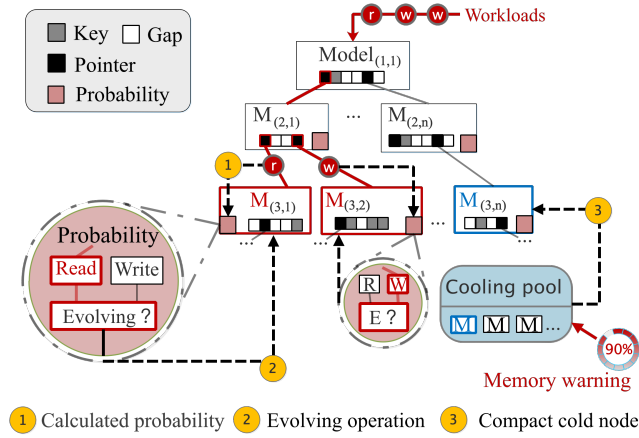 r w w Workloads
Key Gap
Pointer
Probability
Model(1,1)
M(2,1) ... M(2,n)
1 r w
M(3,1) M(3,2) ... M(3,n) 3
... ... ...
Probability
Read Write
Evolving ?
R W
E ?
Cooling pool
M M M ...
90%
2
Memory warning
1 Calculated probability 2 Evolving operation 3 Compact cold node